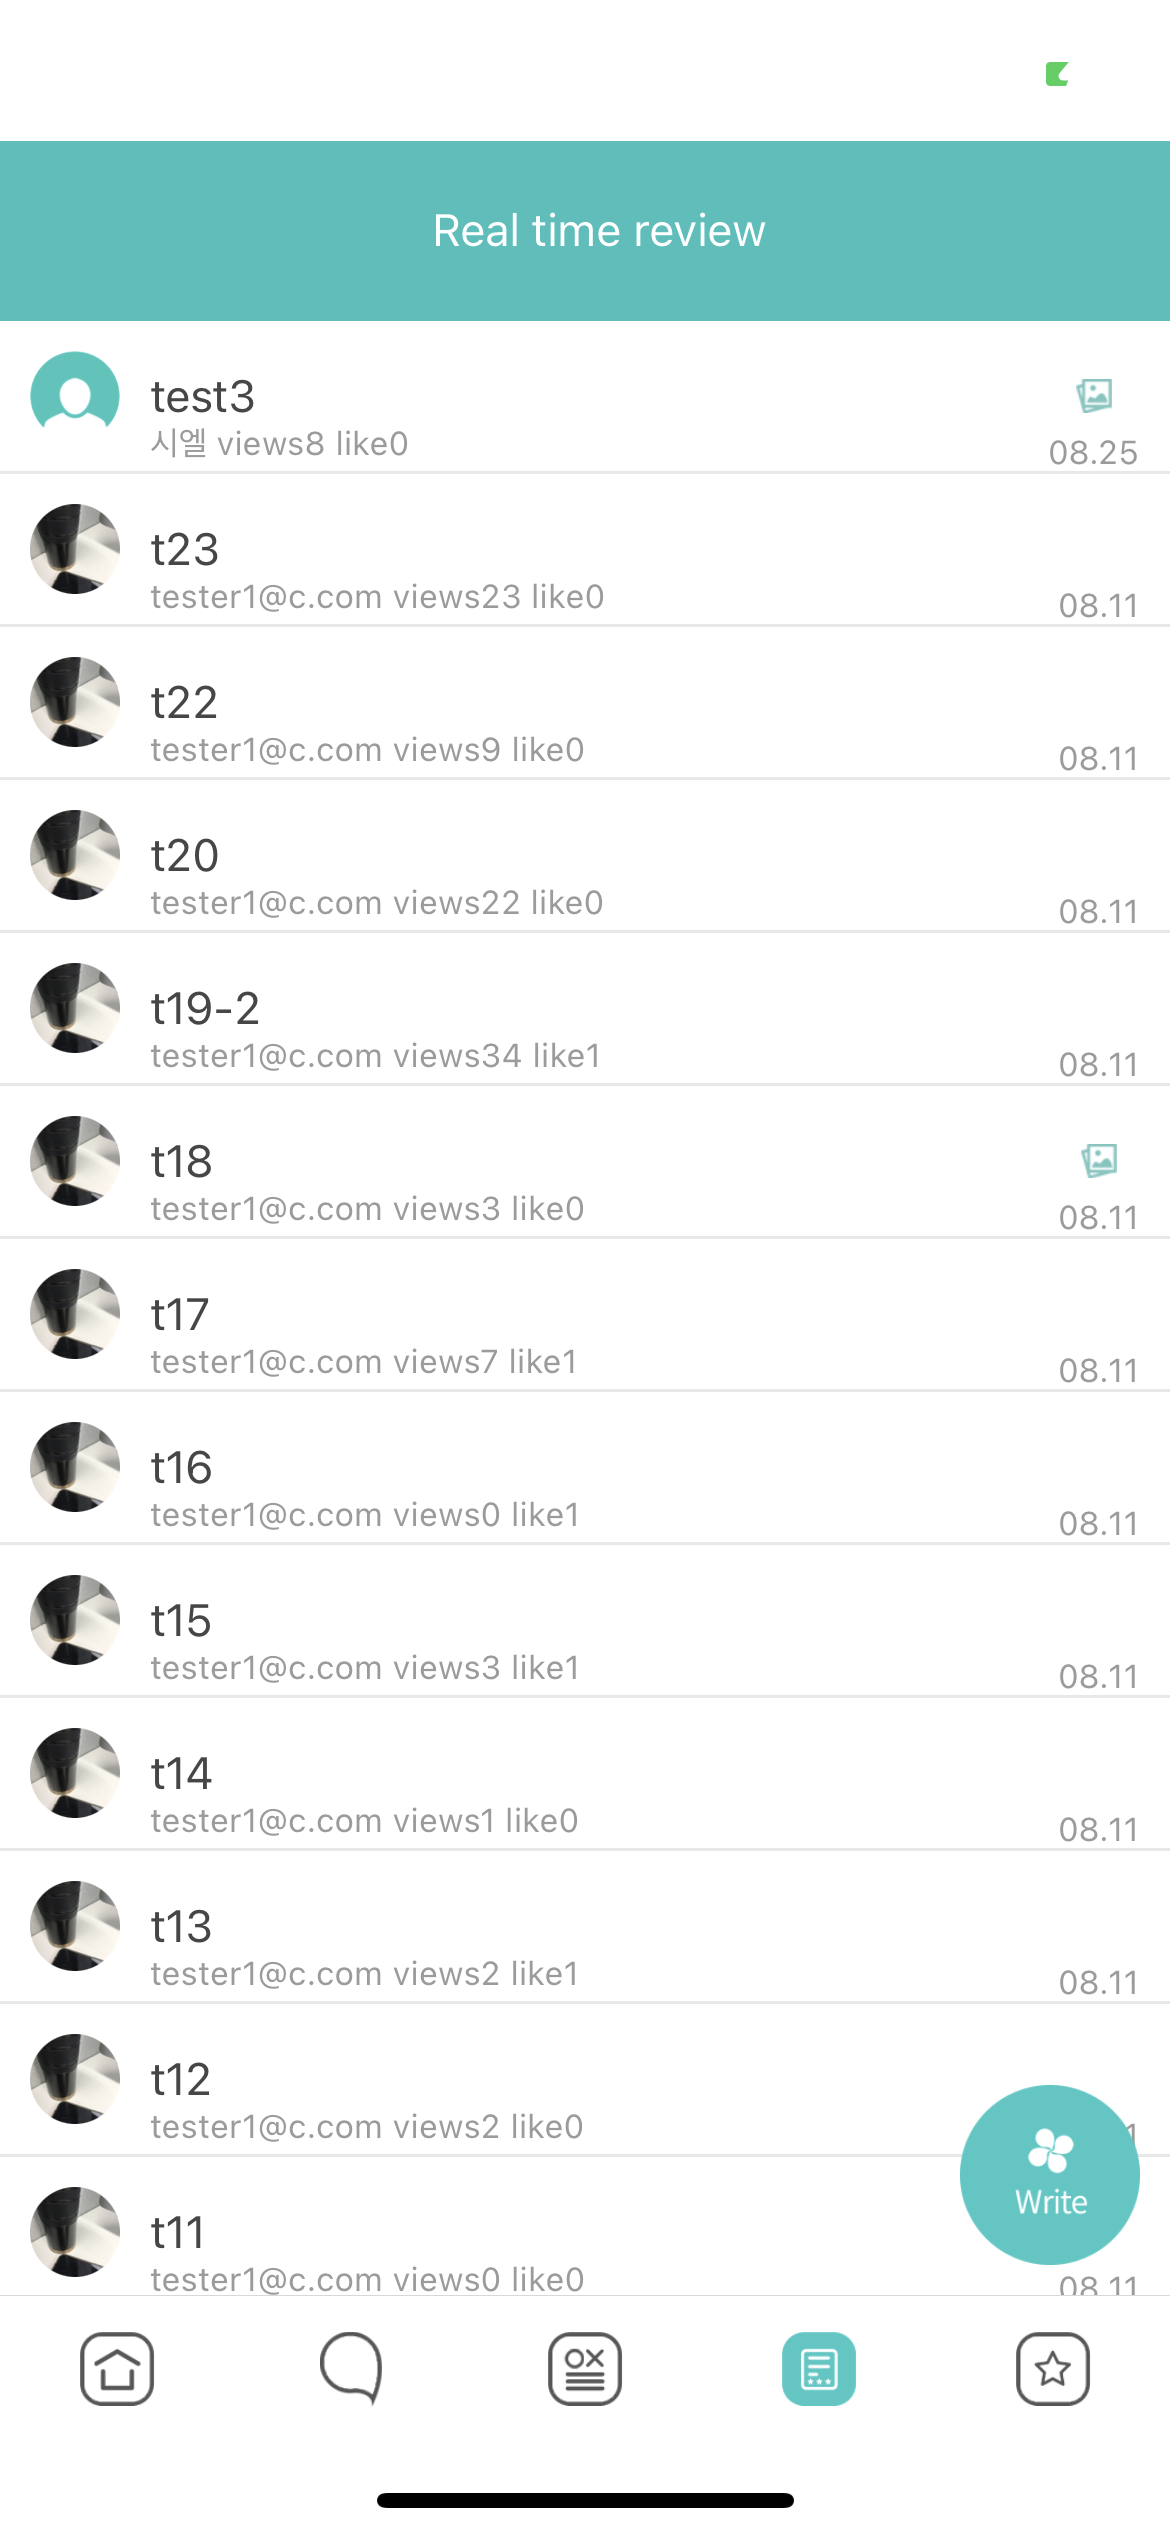 Real time review
test3
시엘 views8 like0
08.25
t23
tester1@c.com views23 like0
08.11
t22
tester1@c.com views9 like0
08.11
t20
tester1@c.com views22 like0
08.11
t19-2
tester1@c.com views34 like1
08.11
t18
tester1@c.com views3 like0
08.11
t17
tester1@c.com views7 like1
08.11
t16
tester1@c.com views0 like1
08.11
t15
tester1@c.com views3 like1
08.11
t14
tester1@c.com views1 like0
08.11
t13
tester1@c.com views2 like1
08.11
t12
tester1@c.com views2 like0
Write
t11
tester1@c.com views0 like0
08.11
OX